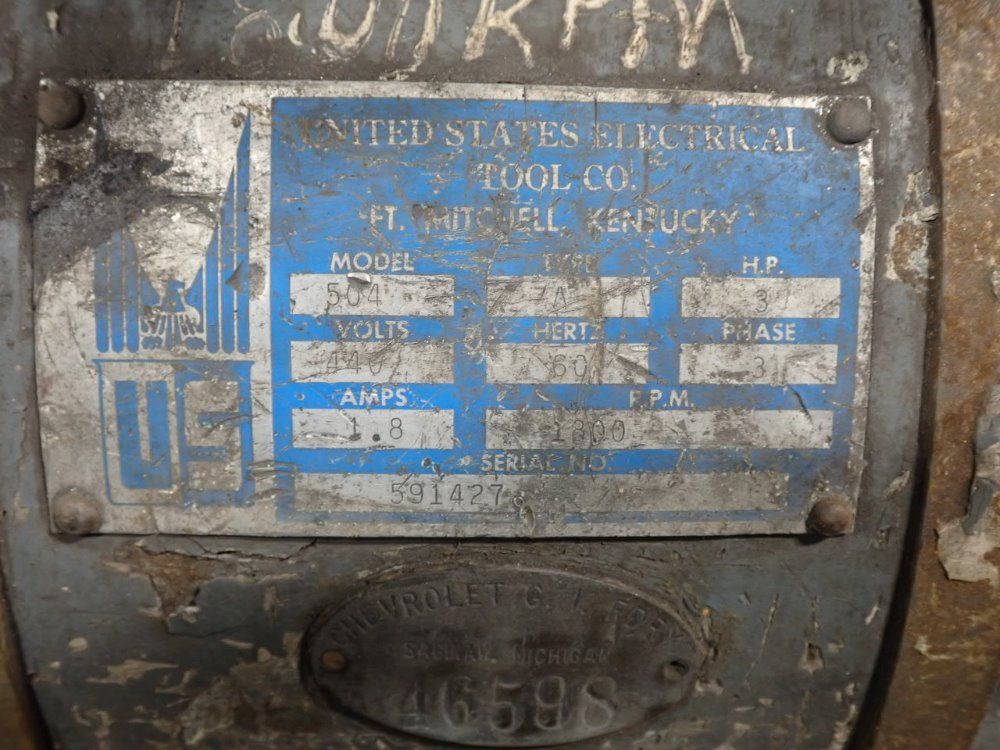 UNITED STATES ELECTRICAL
TOOL CO.
FT. MITCHELL, KENTUCKY
MODEL TYPE H.P.
504 A 3
VOLTS HERTZ PHASE
440 60 3
AMPS R.P.M.
1.8 1800
SERIAL NO.
591427
US
CHEVROLET G. I. FDRY
SAGINAW, MICHIGAN
46598